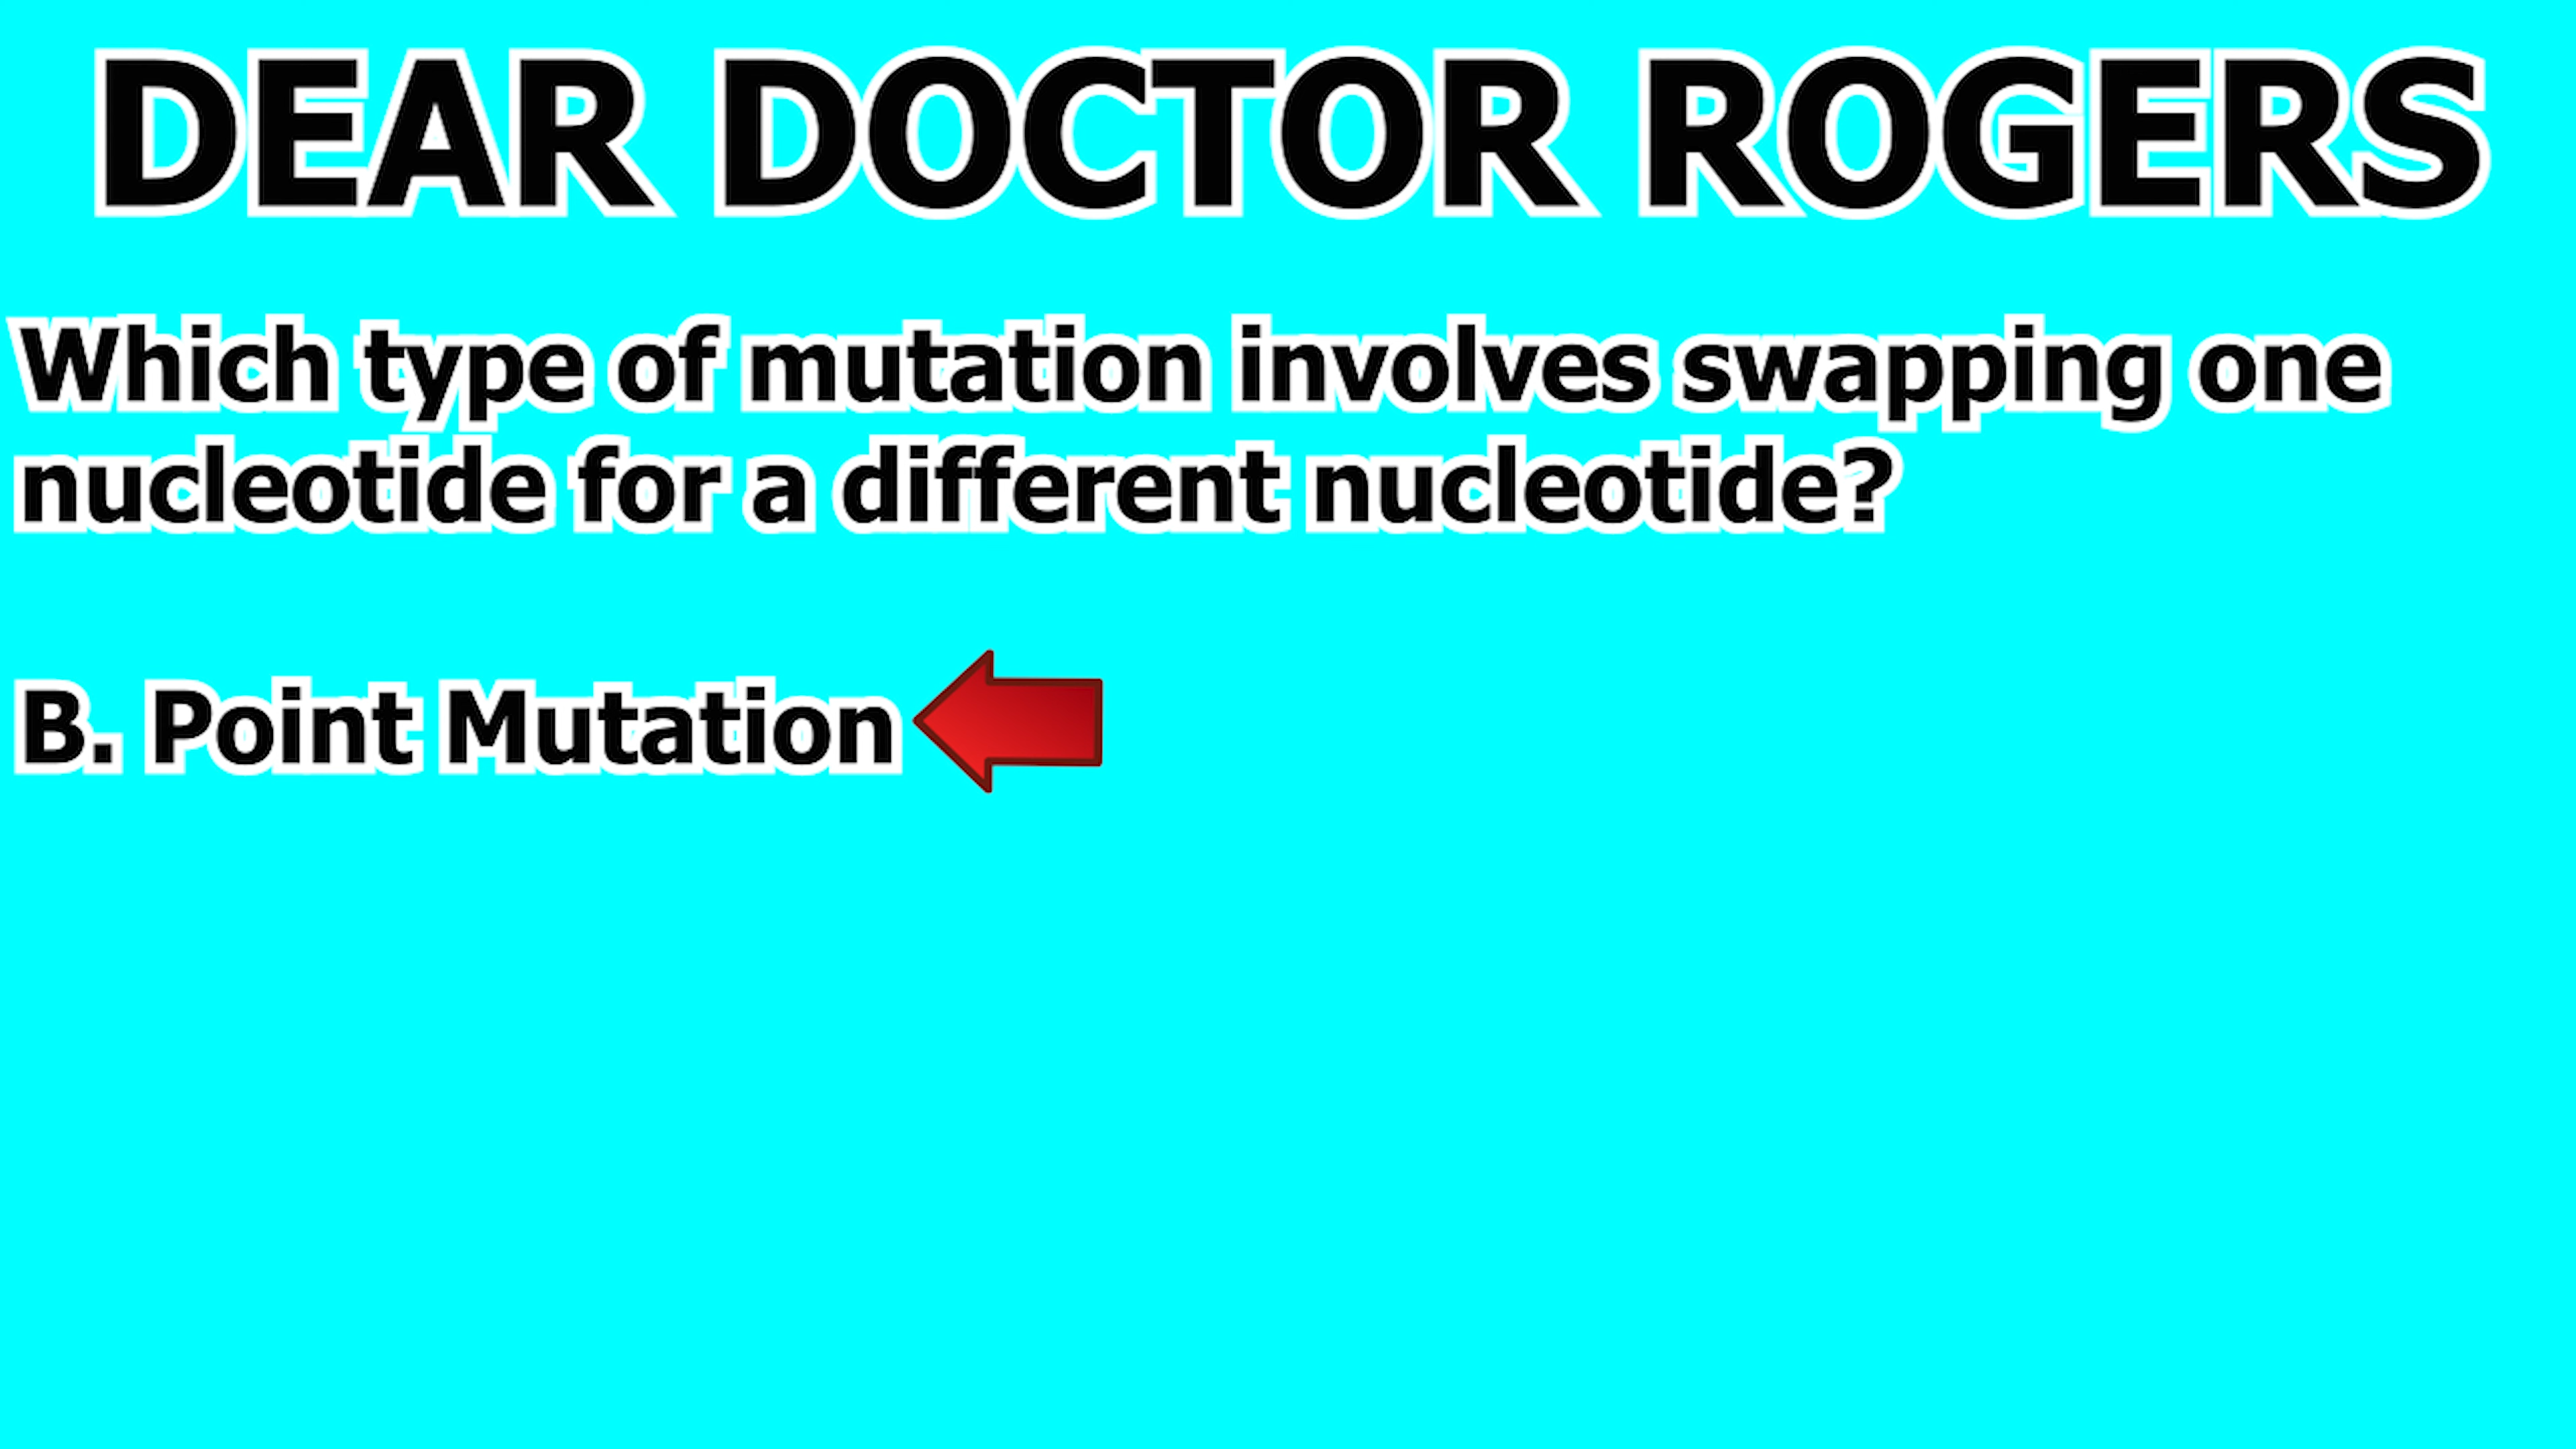 DEAR DOCTOR ROGERS
Which type of mutation involves swapping one
nucleotide for a different nucleotide?
B. Point Mutation